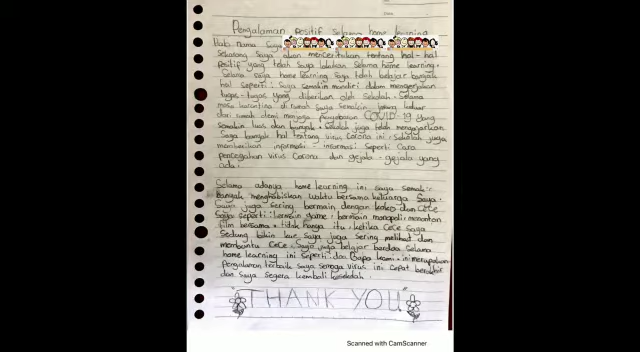 Pengalaman positif selama home learning
Halo nama saya
Sekarang saya akan menceritakan tentang hal-hal
Positif yang telah saya lakukan selama home learning.
Selama saya home learning saya telah belajar banyak
hal seperti: saya semakin mandiri dalam mengerjakan
tugas-tugas yang diberikan oleh sekolah. Selama
masa karantina di rumah saya semakin jarang keluar
dari rumah demi menjaga penyebaran COVID-19 yang
semakin luas dan banyak. Sekolah juga telah mengajarkan
saya banyak hal tentang virus corona ini. Sekolah juga
memberikan informasi-informasi seperti cara
pencegahan virus Corona dan gejala-gejala yang
ada.
Selama adanya home learning ini saya semakin
banyak menghabiskan waktu bersama keluarga saya.
Saya juga sering bermain dengan koko dan cece
saya seperti: bermain game, bermain monopoli, menonton
film bersama. tidak hanya itu, ketika cece saya
sedang bikin kue saya juga sering melihat dan
membantu cece. Saya juga belajar berdoa selama
home learning ini seperti: doa Bapa kami. ini merupakan
pengalaman terbaik saya semoga virus ini cepat berakhir
dan saya segera kembali kesekolah.
"THANK YOU"
Scanned with CamScanner